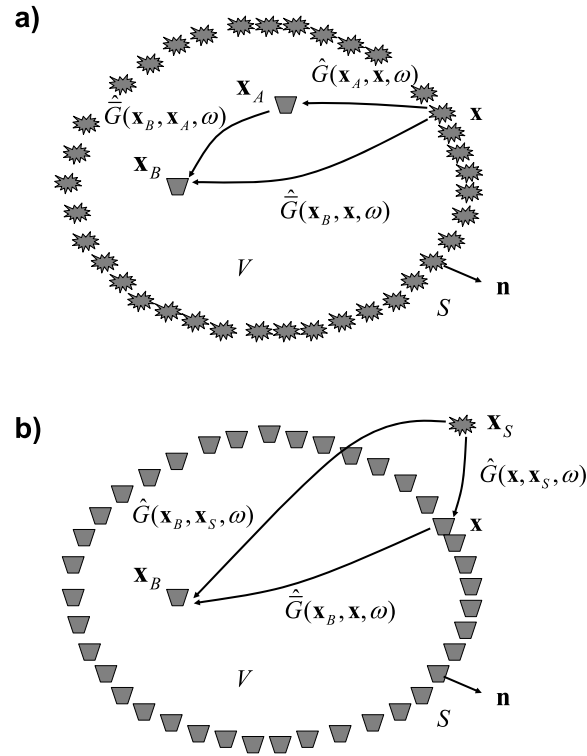 a)
Ĝ(x_A, x, ω)
x_A
x
Ĝ̄(x_B, x_A, ω)
x_B
Ĝ̄(x_B, x, ω)
V
n
S
b)
x_S
Ĝ(x, x_S, ω)
Ĝ(x_B, x_S, ω)
x
x_B
Ĝ̄(x_B, x, ω)
V
n
S